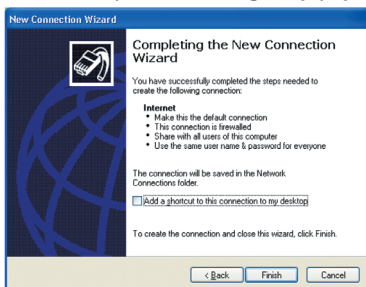 New Connection Wizard
Completing the New Connection
Wizard
You have successfully completed the steps needed to
create the following connection:
Internet
• Make this the default connection
• This connection is firewalled
• Share with all users of this computer
• Use the same user name & password for everyone
The connection will be saved in the Network
Connections folder.
Add a shortcut to this connection to my desktop
To create the connection and close this wizard, click Finish.
< Back Finish Cancel